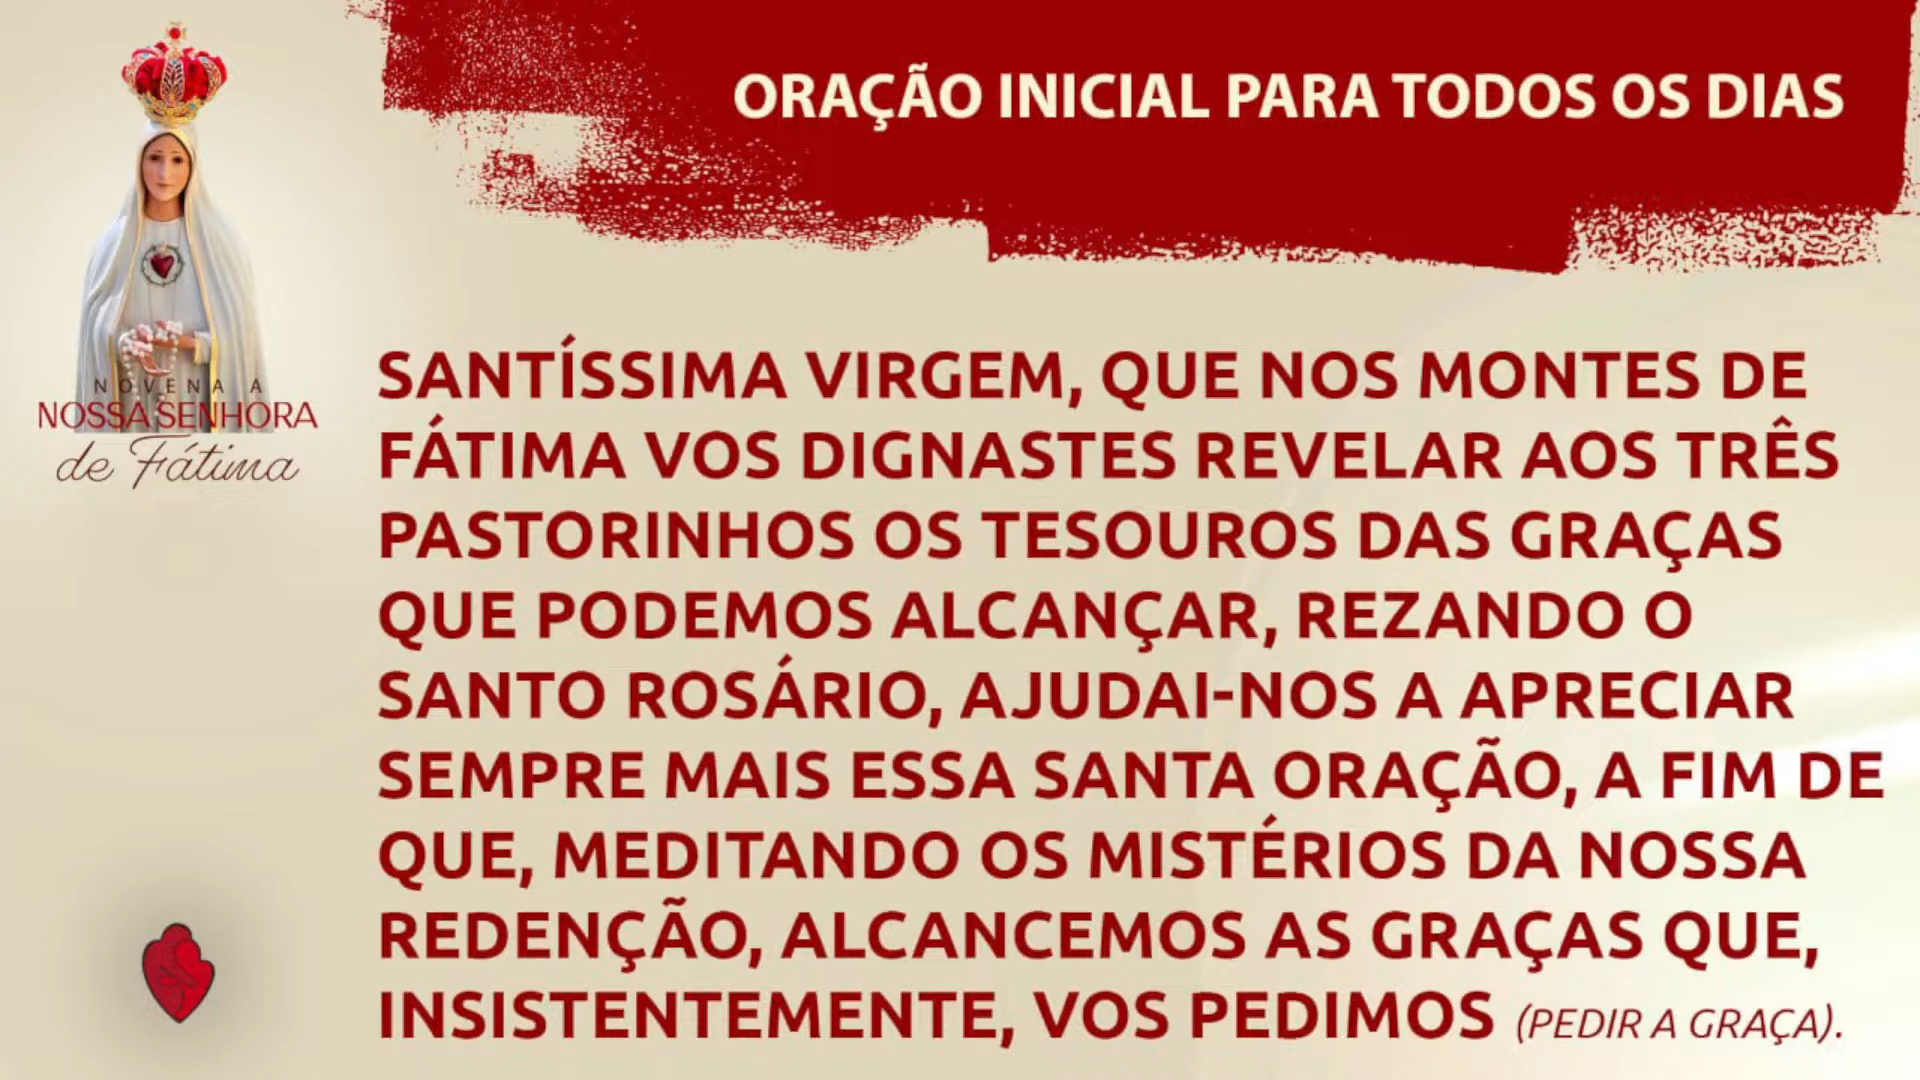 ORAÇÃO INICIAL PARA TODOS OS DIAS
NOVENA A
NOSSA SENHORA
de Fátima
SANTÍSSIMA VIRGEM, QUE NOS MONTES DE
FÁTIMA VOS DIGNASTES REVELAR AOS TRÊS
PASTORINHOS OS TESOUROS DAS GRAÇAS
QUE PODEMOS ALCANÇAR, REZANDO O
SANTO ROSÁRIO, AJUDAI-NOS A APRECIAR
SEMPRE MAIS ESSA SANTA ORAÇÃO, A FIM DE
QUE, MEDITANDO OS MISTÉRIOS DA NOSSA
REDENÇÃO, ALCANCEMOS AS GRAÇAS QUE,
INSISTENTEMENTE, VOS PEDIMOS (PEDIR A GRAÇA).